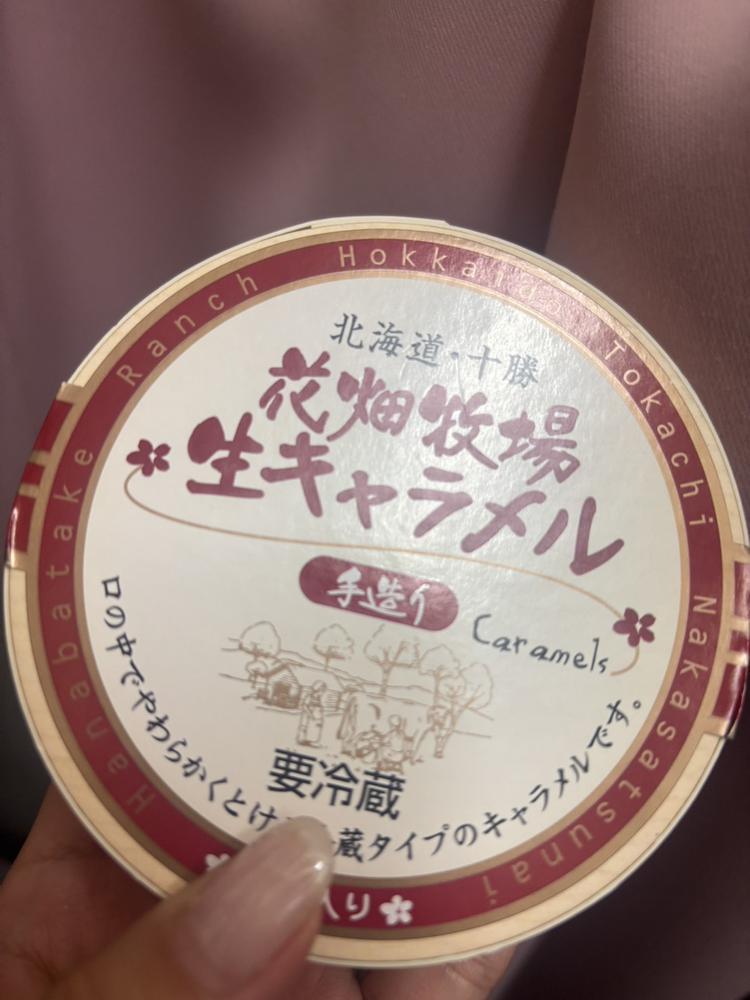 Hanabatake Ranch Hokkaido Tokachi Nakasatsunai
北海道・十勝
花畑牧場
生キャラメル
手造り
Caramels
要冷蔵
口の中でやわらかくとけ 蔵タイプのキャラメルです。
入り